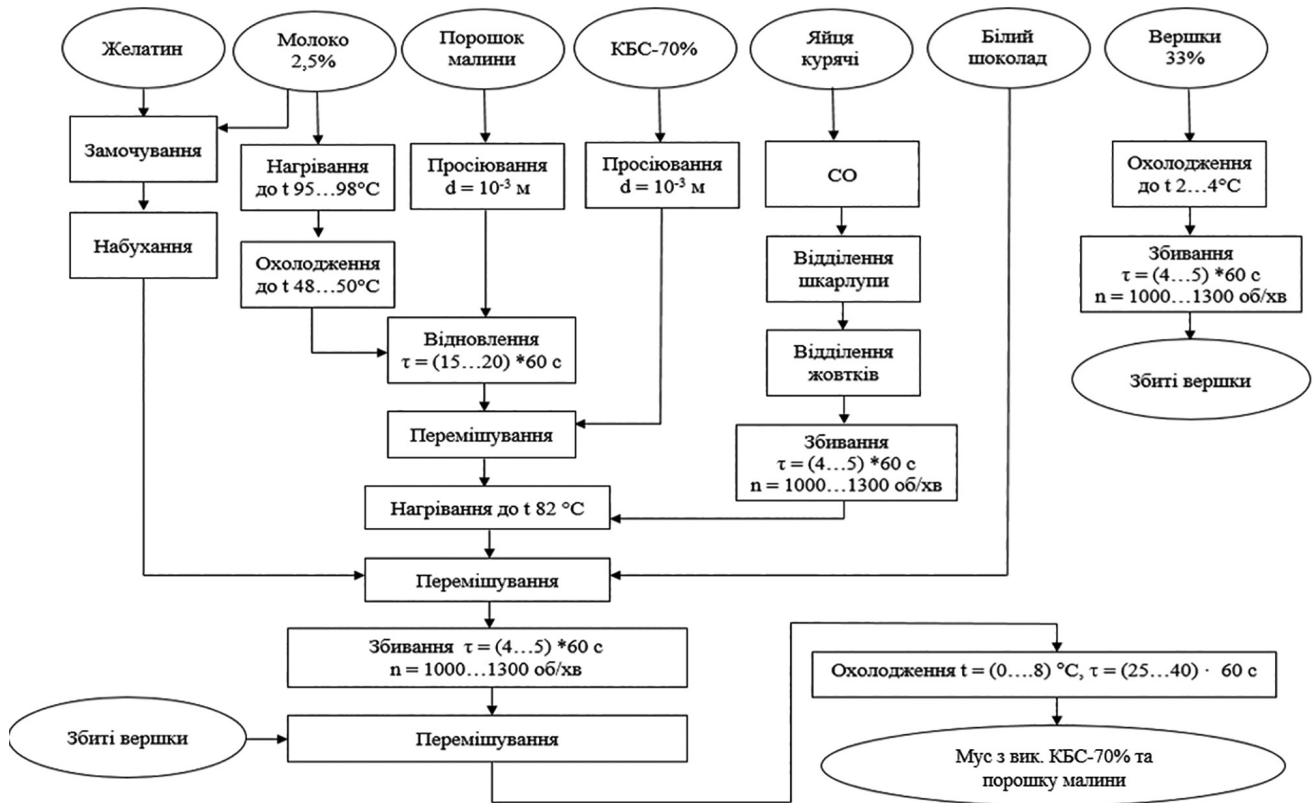 Желатин
Молоко
2,5%
Порошок
малини
КБС-70%
Яйця
курячі
Білий
шоколад
Вершки
33%
Замочування
Нагрівання
до t 95…98°С
Просіювання
d = 10⁻³ м
Просіювання
d = 10⁻³ м
СО
Охолодження
до t 2…4°С
Набухання
Охолодження
до t 48…50°С
Відділення
шкарлупи
Збивання
τ = (4…5) *60 с
n = 1000…1300 об/хв
Відновлення
τ = (15…20) *60 с
Відділення
жовтків
Збиті вершки
Перемішування
Збивання
τ = (4…5) *60 с
n = 1000…1300 об/хв
Нагрівання до t 82 °С
Перемішування
Збивання τ = (4…5) *60 с
n = 1000…1300 об/хв
Охолодження t = (0….8) °С, τ = (25…40) · 60 с
Збиті вершки
Перемішування
Мус з вик. КБС-70% та
порошку малини